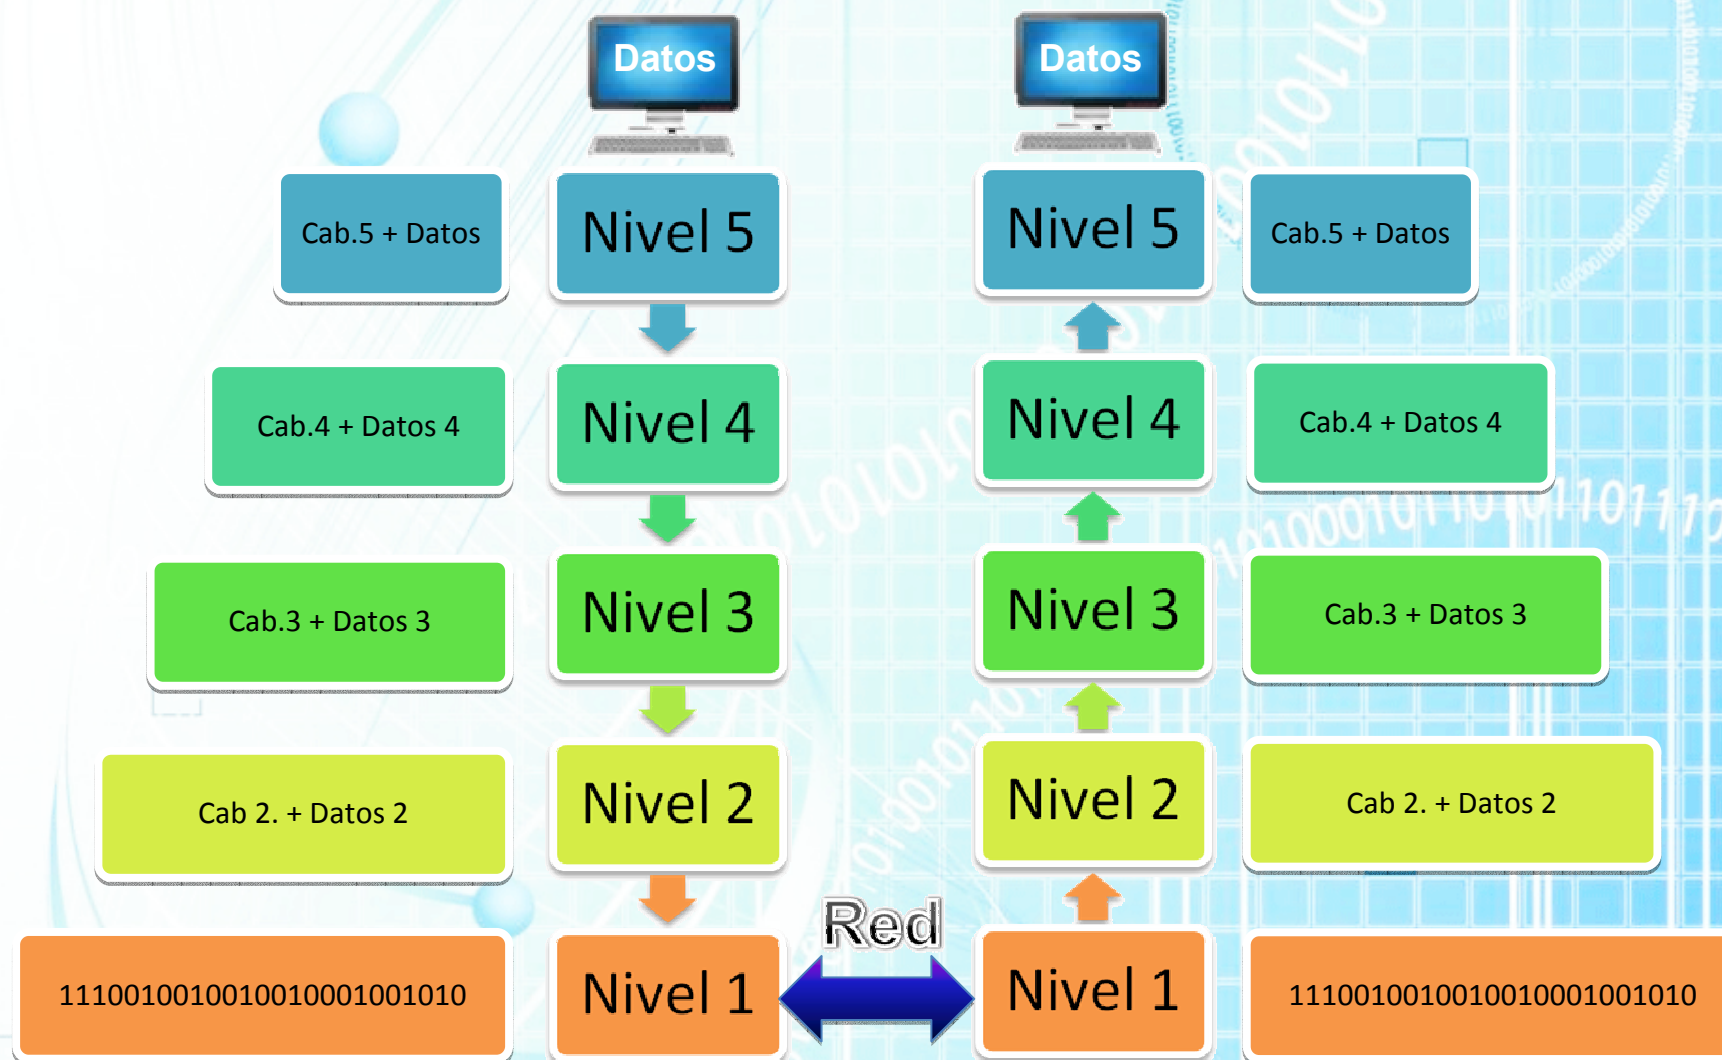 Datos
Datos
Cab.5 + Datos
Nivel 5
Nivel 5
Cab.5 + Datos
Cab.4 + Datos 4
Nivel 4
Nivel 4
Cab.4 + Datos 4
Cab.3 + Datos 3
Nivel 3
Nivel 3
Cab.3 + Datos 3
Cab 2. + Datos 2
Nivel 2
Nivel 2
Cab 2. + Datos 2
Red
1110010010010010001001010
Nivel 1
Nivel 1
1110010010010010001001010